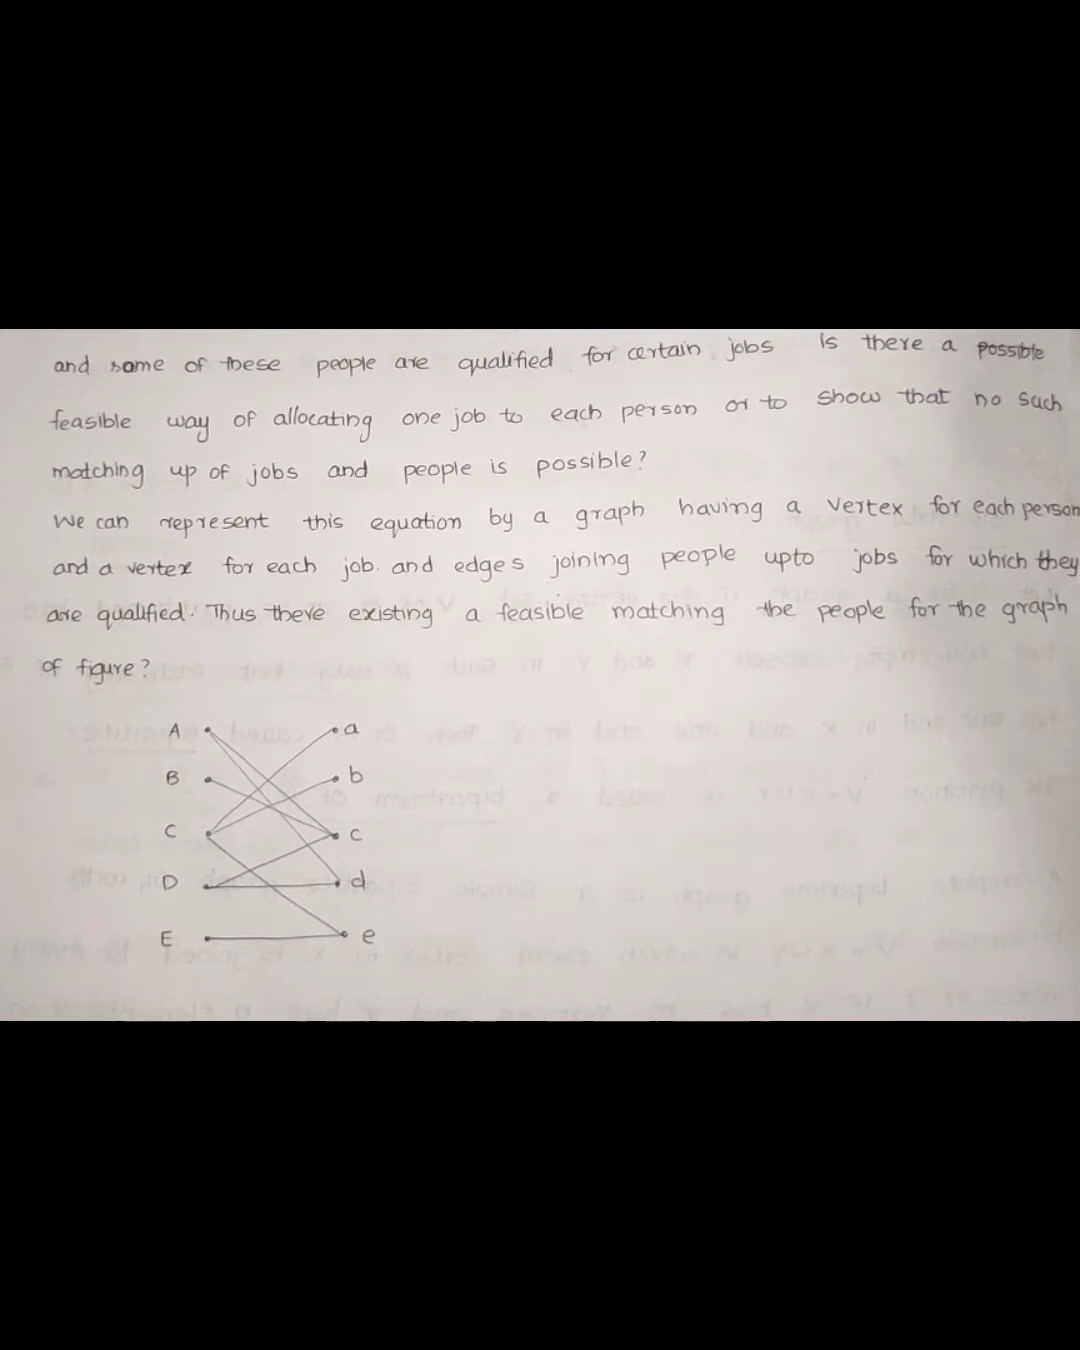 and some of these people are qualified for certain jobs Is there a possible
feasible way of allocating one job to each person or to show that no such
matching up of jobs and people is possible?
We can represent this equation by a graph having a vertex for each person
and a vertex for each job. and edges joining people upto jobs for which they
are qualified. Thus there existing a feasible matching the people for the graph
of figure?
A a
B b
C c
D d
E e